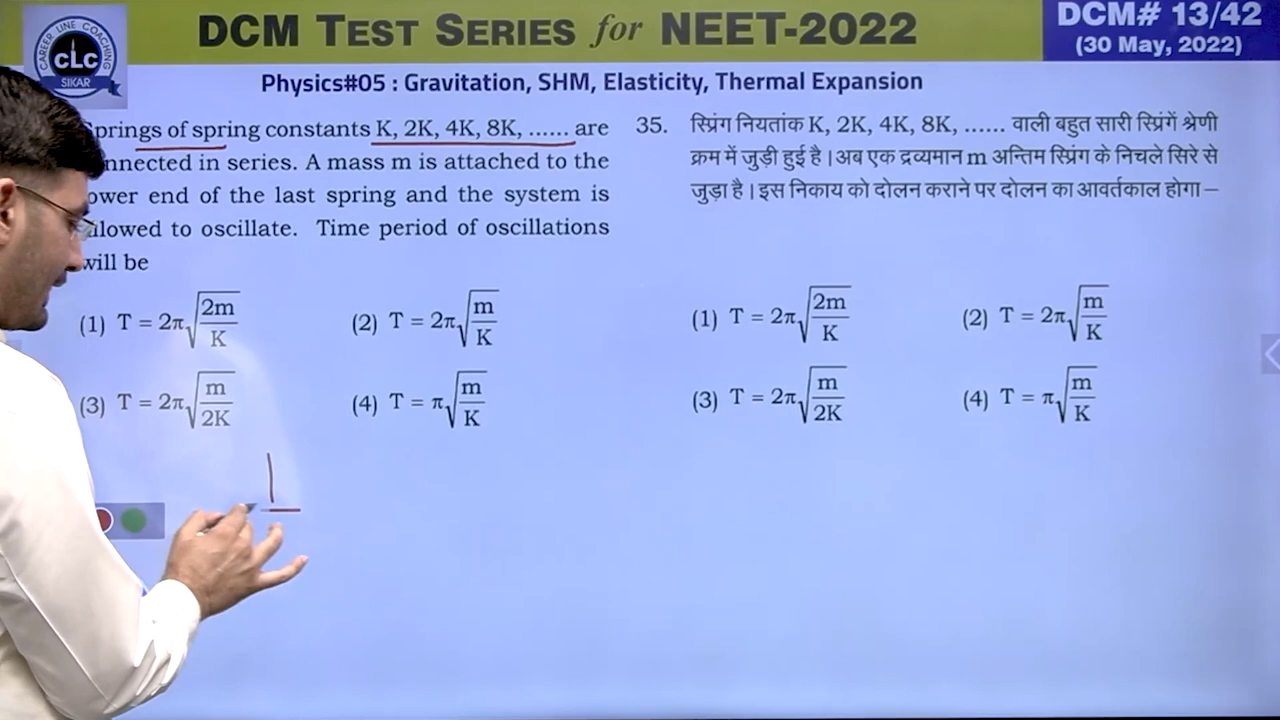 DCM TEST SERIES for NEET-2022
DCM# 13/42
(30 May, 2022)
CAREER LINE COACHING
cLc
SIKAR
Physics#05 : Gravitation, SHM, Elasticity, Thermal Expansion
of spring constants K, 2K, 4K, 8K, ...... are
in series. A mass m is attached to the
end of the last spring and the system is
to oscillate. Time period of oscillations
will be
(1) T = 2π√(2m/K)
(2) T = 2π√(m/K)
(3) T = 2π√(m/2K)
(4) T = π√(m/K)
35. स्प्रिंग नियतांक K, 2K, 4K, 8K, ...... वाली बहुत सारी स्प्रिंगें श्रेणी
क्रम में जुड़ी हुई है। अब एक द्रव्यमान m अन्तिम स्प्रिंग के निचले सिरे से
जुड़ा है। इस निकाय को दोलन कराने पर दोलन का आवर्तकाल होगा –
(1) T = 2π√(2m/K)
(2) T = 2π√(m/K)
(3) T = 2π√(m/2K)
(4) T = π√(m/K)